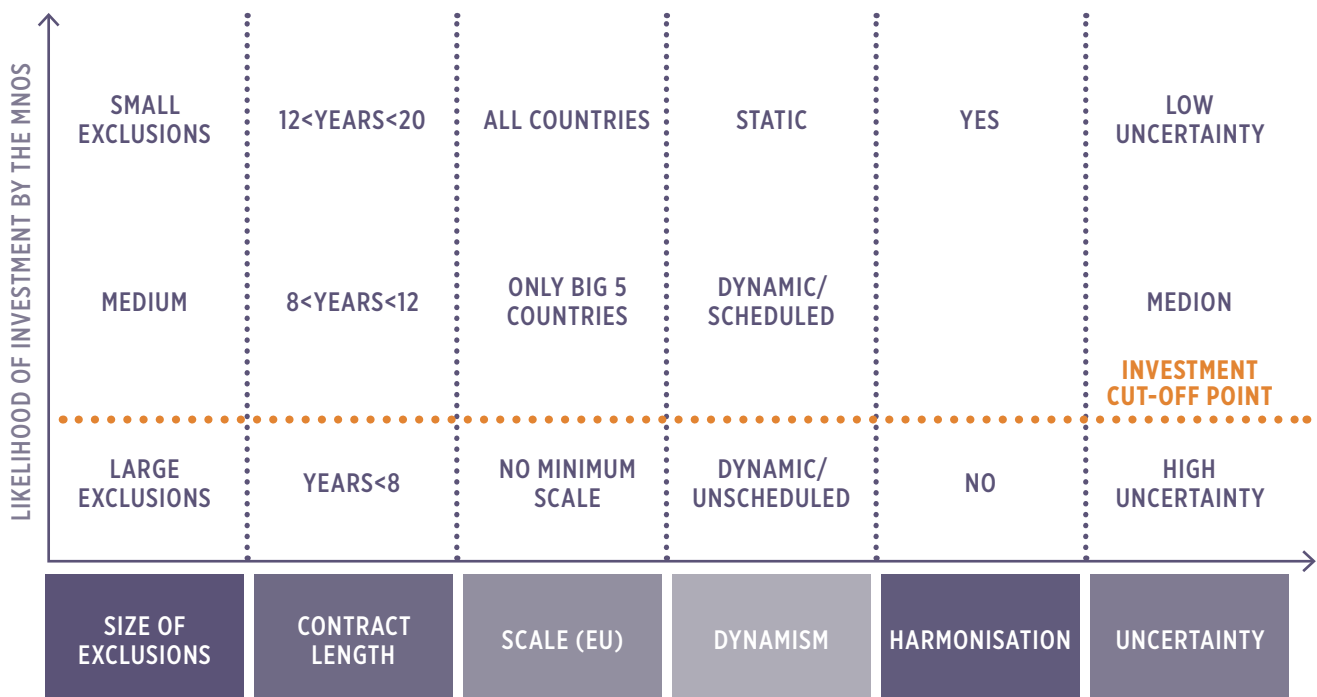 LIKELIHOOD OF INVESTMENT BY THE MNOS
SMALL
EXCLUSIONS
12<YEARS<20
ALL COUNTRIES
STATIC
YES
LOW
UNCERTAINTY
MEDIUM
8<YEARS<12
ONLY BIG 5
COUNTRIES
DYNAMIC/
SCHEDULED
MEDION
INVESTMENT
CUT-OFF POINT
LARGE
EXCLUSIONS
YEARS<8
NO MINIMUM
SCALE
DYNAMIC/
UNSCHEDULED
NO
HIGH
UNCERTAINTY
SIZE OF
EXCLUSIONS
CONTRACT
LENGTH
SCALE (EU)
DYNAMISM
HARMONISATION
UNCERTAINTY